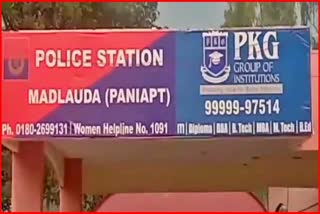 POLICE STATION
MADLAUDA (PANIAPT)
Ph. 0180-2699131 Women Helpline No. 1091
PKG
GROUP OF
INSTITUTIONS
99999-97514
ITI | Diploma | BBA | B. Tech | MBA | M. Tech | B.Ed